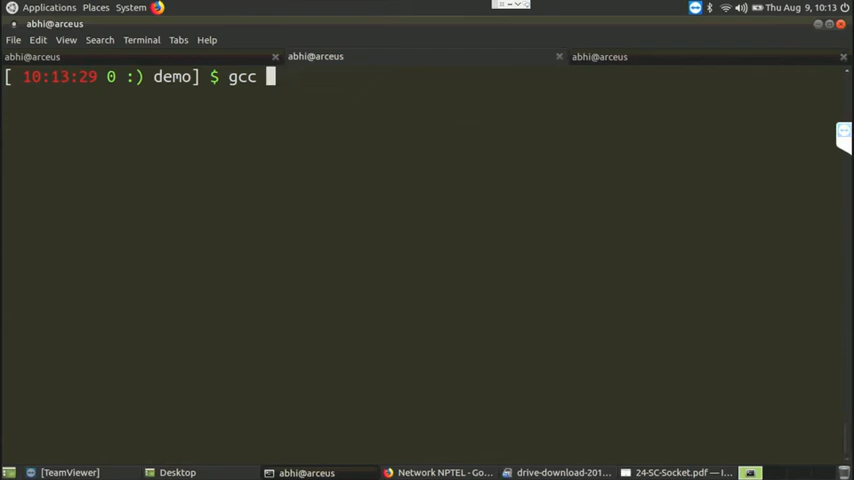 Applications Places System Thu Aug 9, 10:13
abhi@arceus
File Edit View Search Terminal Tabs Help
abhi@arceus abhi@arceus abhi@arceus
[ 10:13:29 0 :) demo] $ gcc
[TeamViewer] Desktop abhi@arceus Network NPTEL - Go... drive-download-201... 24-SC-Socket.pdf — I...